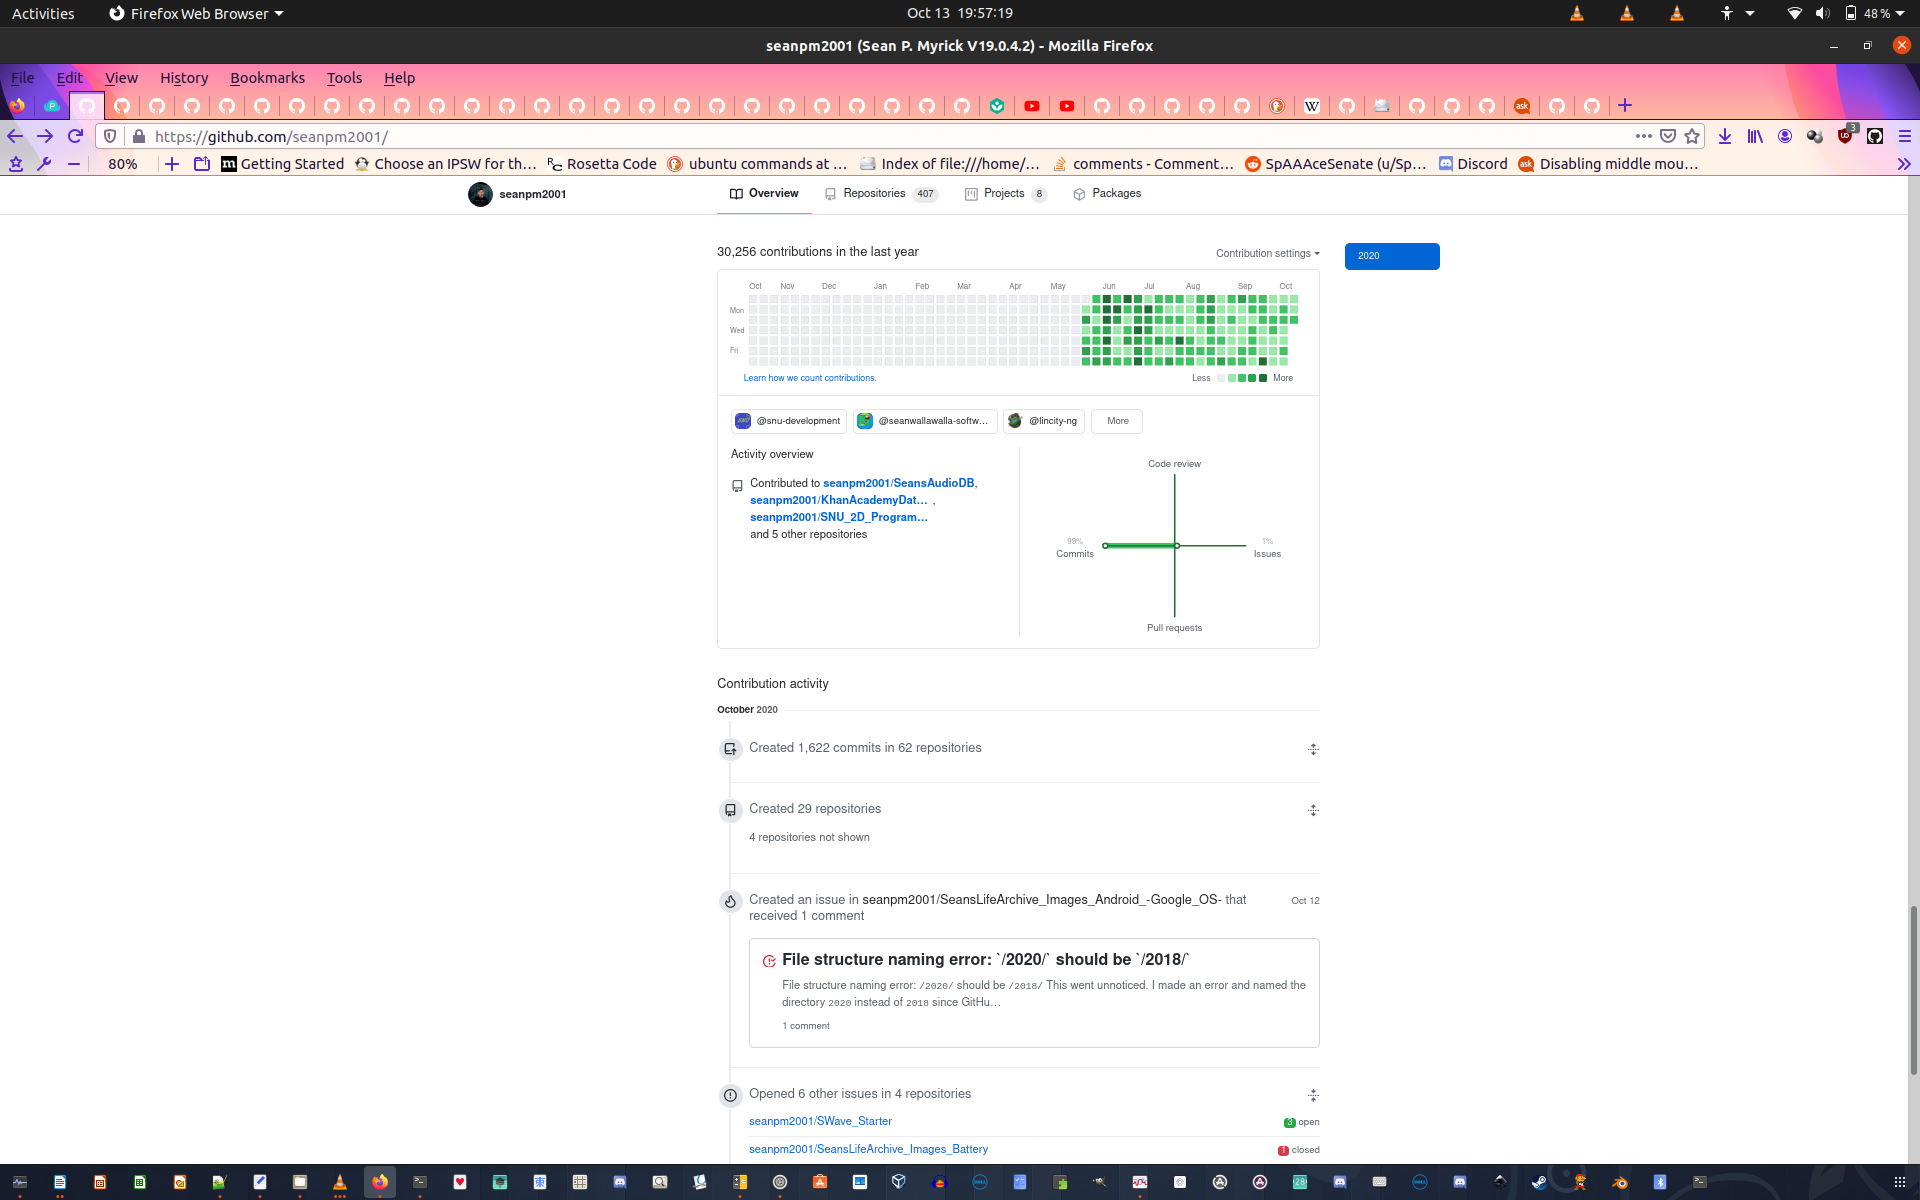 Activities Firefox Web Browser Oct 13 19:57:19 48 %
seanpm2001 (Sean P. Myrick V19.0.4.2) - Mozilla Firefox
File Edit View History Bookmarks Tools Help
https://github.com/seanpm2001/ 3
80% Getting Started Choose an IPSW for th… Rosetta Code ubuntu commands at … Index of file:///home/… comments - Comment… SpAAAceSenate (u/Sp… Discord Disabling middle mou…
seanpm2001 Overview Repositories 407 Projects 8 Packages
30,256 contributions in the last year Contribution settings 2020
Oct Nov Dec Jan Feb Mar Apr May Jun Jul Aug Sep Oct
Mon
Wed
Fri
Learn how we count contributions. Less More
@snu-development @seanwallawalla-softw… @lincity-ng More
Activity overview
Contributed to seanpm2001/SeansAudioDB,
seanpm2001/KhanAcademyDat… ,
seanpm2001/SNU_2D_Program…
and 5 other repositories
Code review
99% Commits
1% Issues
Pull requests
Contribution activity
October 2020
Created 1,622 commits in 62 repositories
Created 29 repositories
4 repositories not shown
Created an issue in seanpm2001/SeansLifeArchive_Images_Android_-Google_OS- that Oct 12
received 1 comment
File structure naming error: `/2020/` should be `/2018/`
File structure naming error: /2020/ should be /2018/ This went unnoticed. I made an error and named the
directory 2020 instead of 2018 since GitHu…
1 comment
Opened 6 other issues in 4 repositories
seanpm2001/SWave_Starter 3 open
seanpm2001/SeansLifeArchive_Images_Battery 1 closed